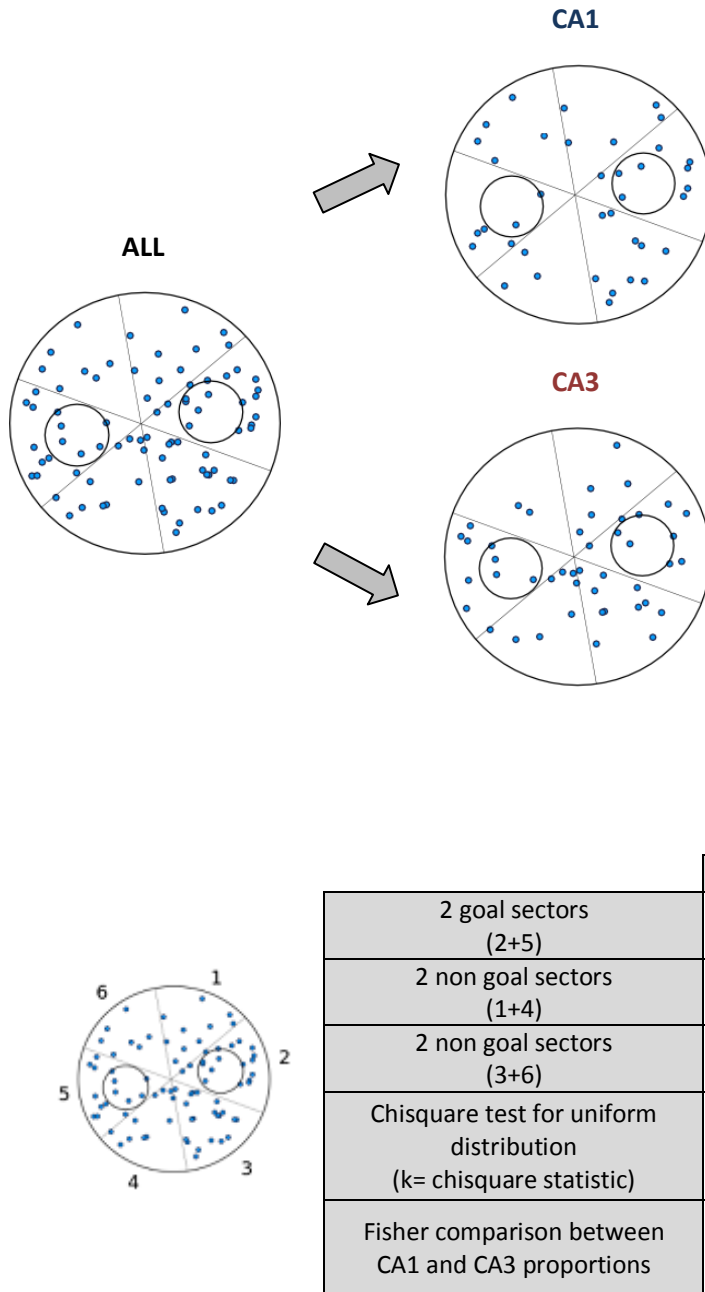 CA1
ALL
CA3
1
6
2
5
3
4
2 goal sectors
(2+5)
2 non goal sectors
(1+4)
2 non goal sectors
(3+6)
Chisquare test for uniform
distribution
(k= chisquare statistic)
Fisher comparison between
CA1 and CA3 proportions